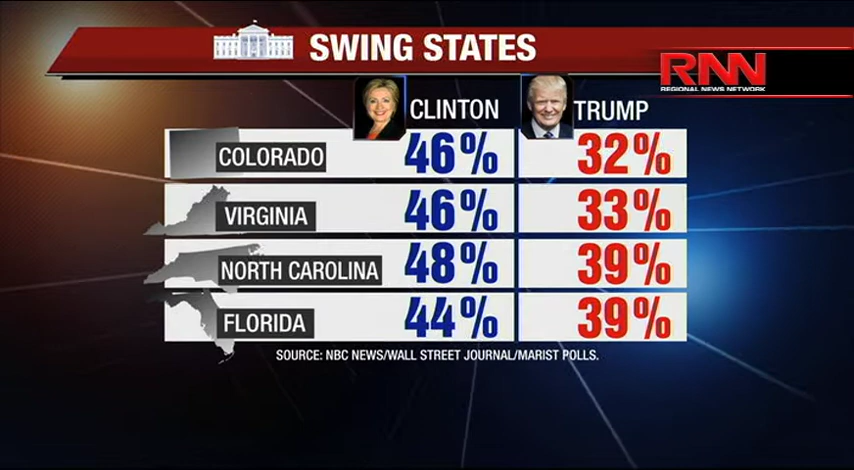 SWING STATES
RNN
REGIONAL NEWS NETWORK
CLINTON TRUMP
COLORADO 46% 32%
VIRGINIA 46% 33%
NORTH CAROLINA 48% 39%
FLORIDA 44% 39%
SOURCE: NBC NEWS/WALL STREET JOURNAL/MARIST POLLS.